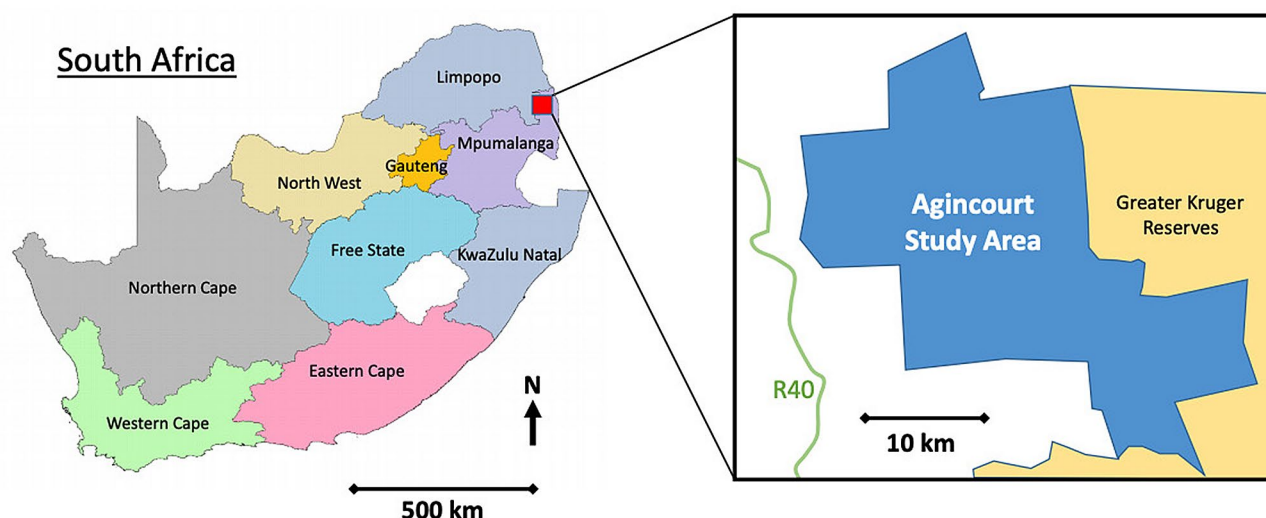 South Africa
Limpopo
Mpumalanga
Gauteng
North West
Free State
KwaZulu Natal
Northern Cape
Eastern Cape
Western Cape
N
500 km
Agincourt
Study Area
Greater Kruger
Reserves
R40
10 km